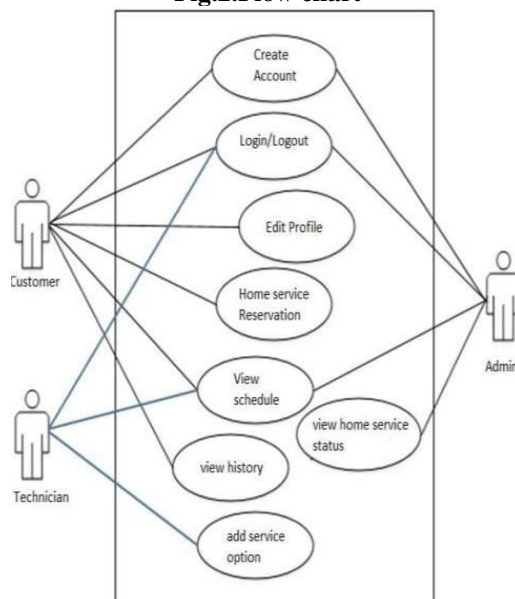 Fig.2.Flow chart
Create
Account
Login/Logout
Edit Profile
Customer
Home service
Reservation
Admin
View
schedule
view home service
status
view history
Technician
add service
option